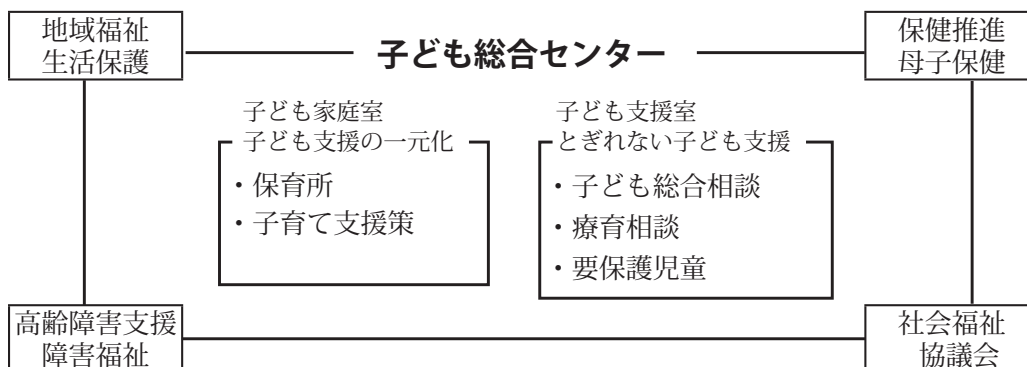 地域福祉
生活保護
子ども総合センター
保健推進
母子保健
子ども家庭室
子ども支援の一元化
・保育所
・子育て支援策
子ども支援室
とぎれない子ども支援
・子ども総合相談
・療育相談
・要保護児童
高齢障害支援
障害福祉
社会福祉
協議会